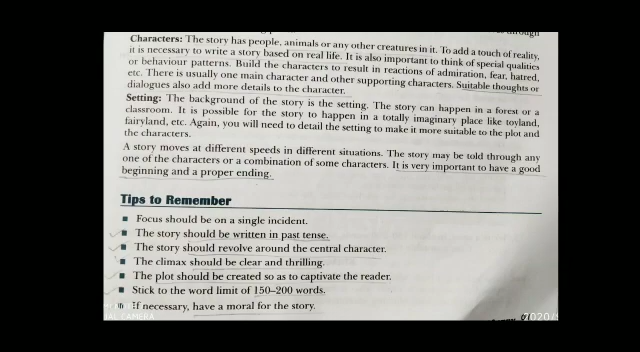 through
Characters: The story has people, animals or any other creatures in it. To add a touch of reality,
it is necessary to write a story based on real life. It is also important to think of special qualities
or behaviour patterns. Build the characters to result in reactions of admiration, fear, hatred,
etc. There is usually one main character and other supporting characters. Suitable thoughts or
dialogues also add more details to the character.
Setting: The background of the story is the setting. The story can happen in a forest or a
classroom. It is possible for the story to happen in a totally imaginary place like toyland,
fairyland, etc. Again, you will need to detail the setting to make it more suitable to the plot and
the characters.
A story moves at different speeds in different situations. The story may be told through any
one of the characters or a combination of some characters. It is very important to have a good
beginning and a proper ending.
Tips to Remember
Focus should be on a single incident.
The story should be written in past tense.
The story should revolve around the central character.
The climax should be clear and thrilling.
The plot should be created so as to captivate the reader.
Stick to the word limit of 150–200 words.
If necessary, have a moral for the story.
CAMERA
2020/